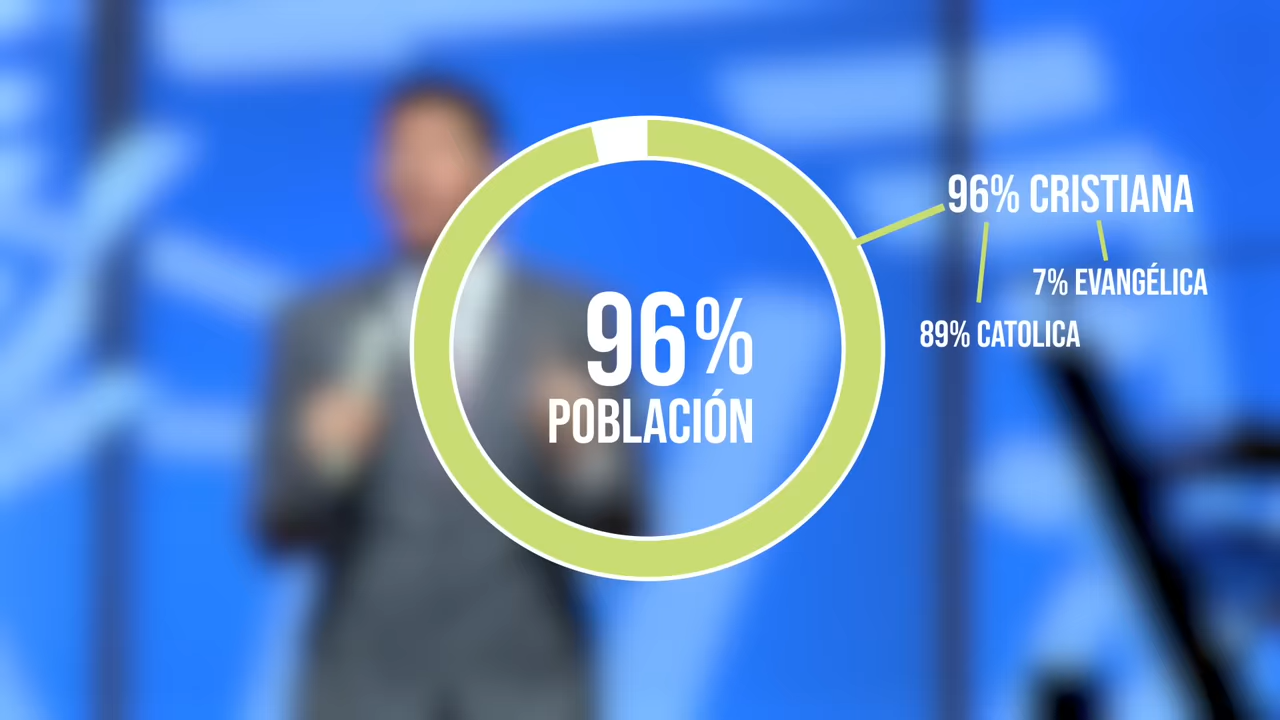 96% CRISTIANA
7% EVANGÉLICA
89% CATOLICA
96%
POBLACIÓN